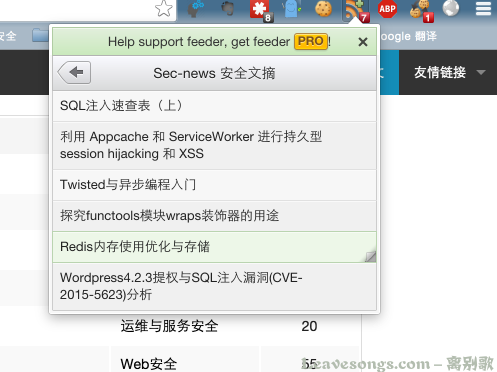 8
7
ABP
1
安全
Google 翻译
Help support feeder, get feeder PRO!
Sec-news 安全文摘
友情链接
SQL注入速查表（上）
利用 Appcache 和 ServiceWorker 进行持久型
session hijacking 和 XSS
Twisted与异步编程入门
探究functools模块wraps装饰器的用途
Redis内存使用优化与存储
Wordpress4.2.3提权与SQL注入漏洞(CVE-
2015-5623)分析
运维与服务安全 20
Web安全 55
leavesongs.com – 离别歌